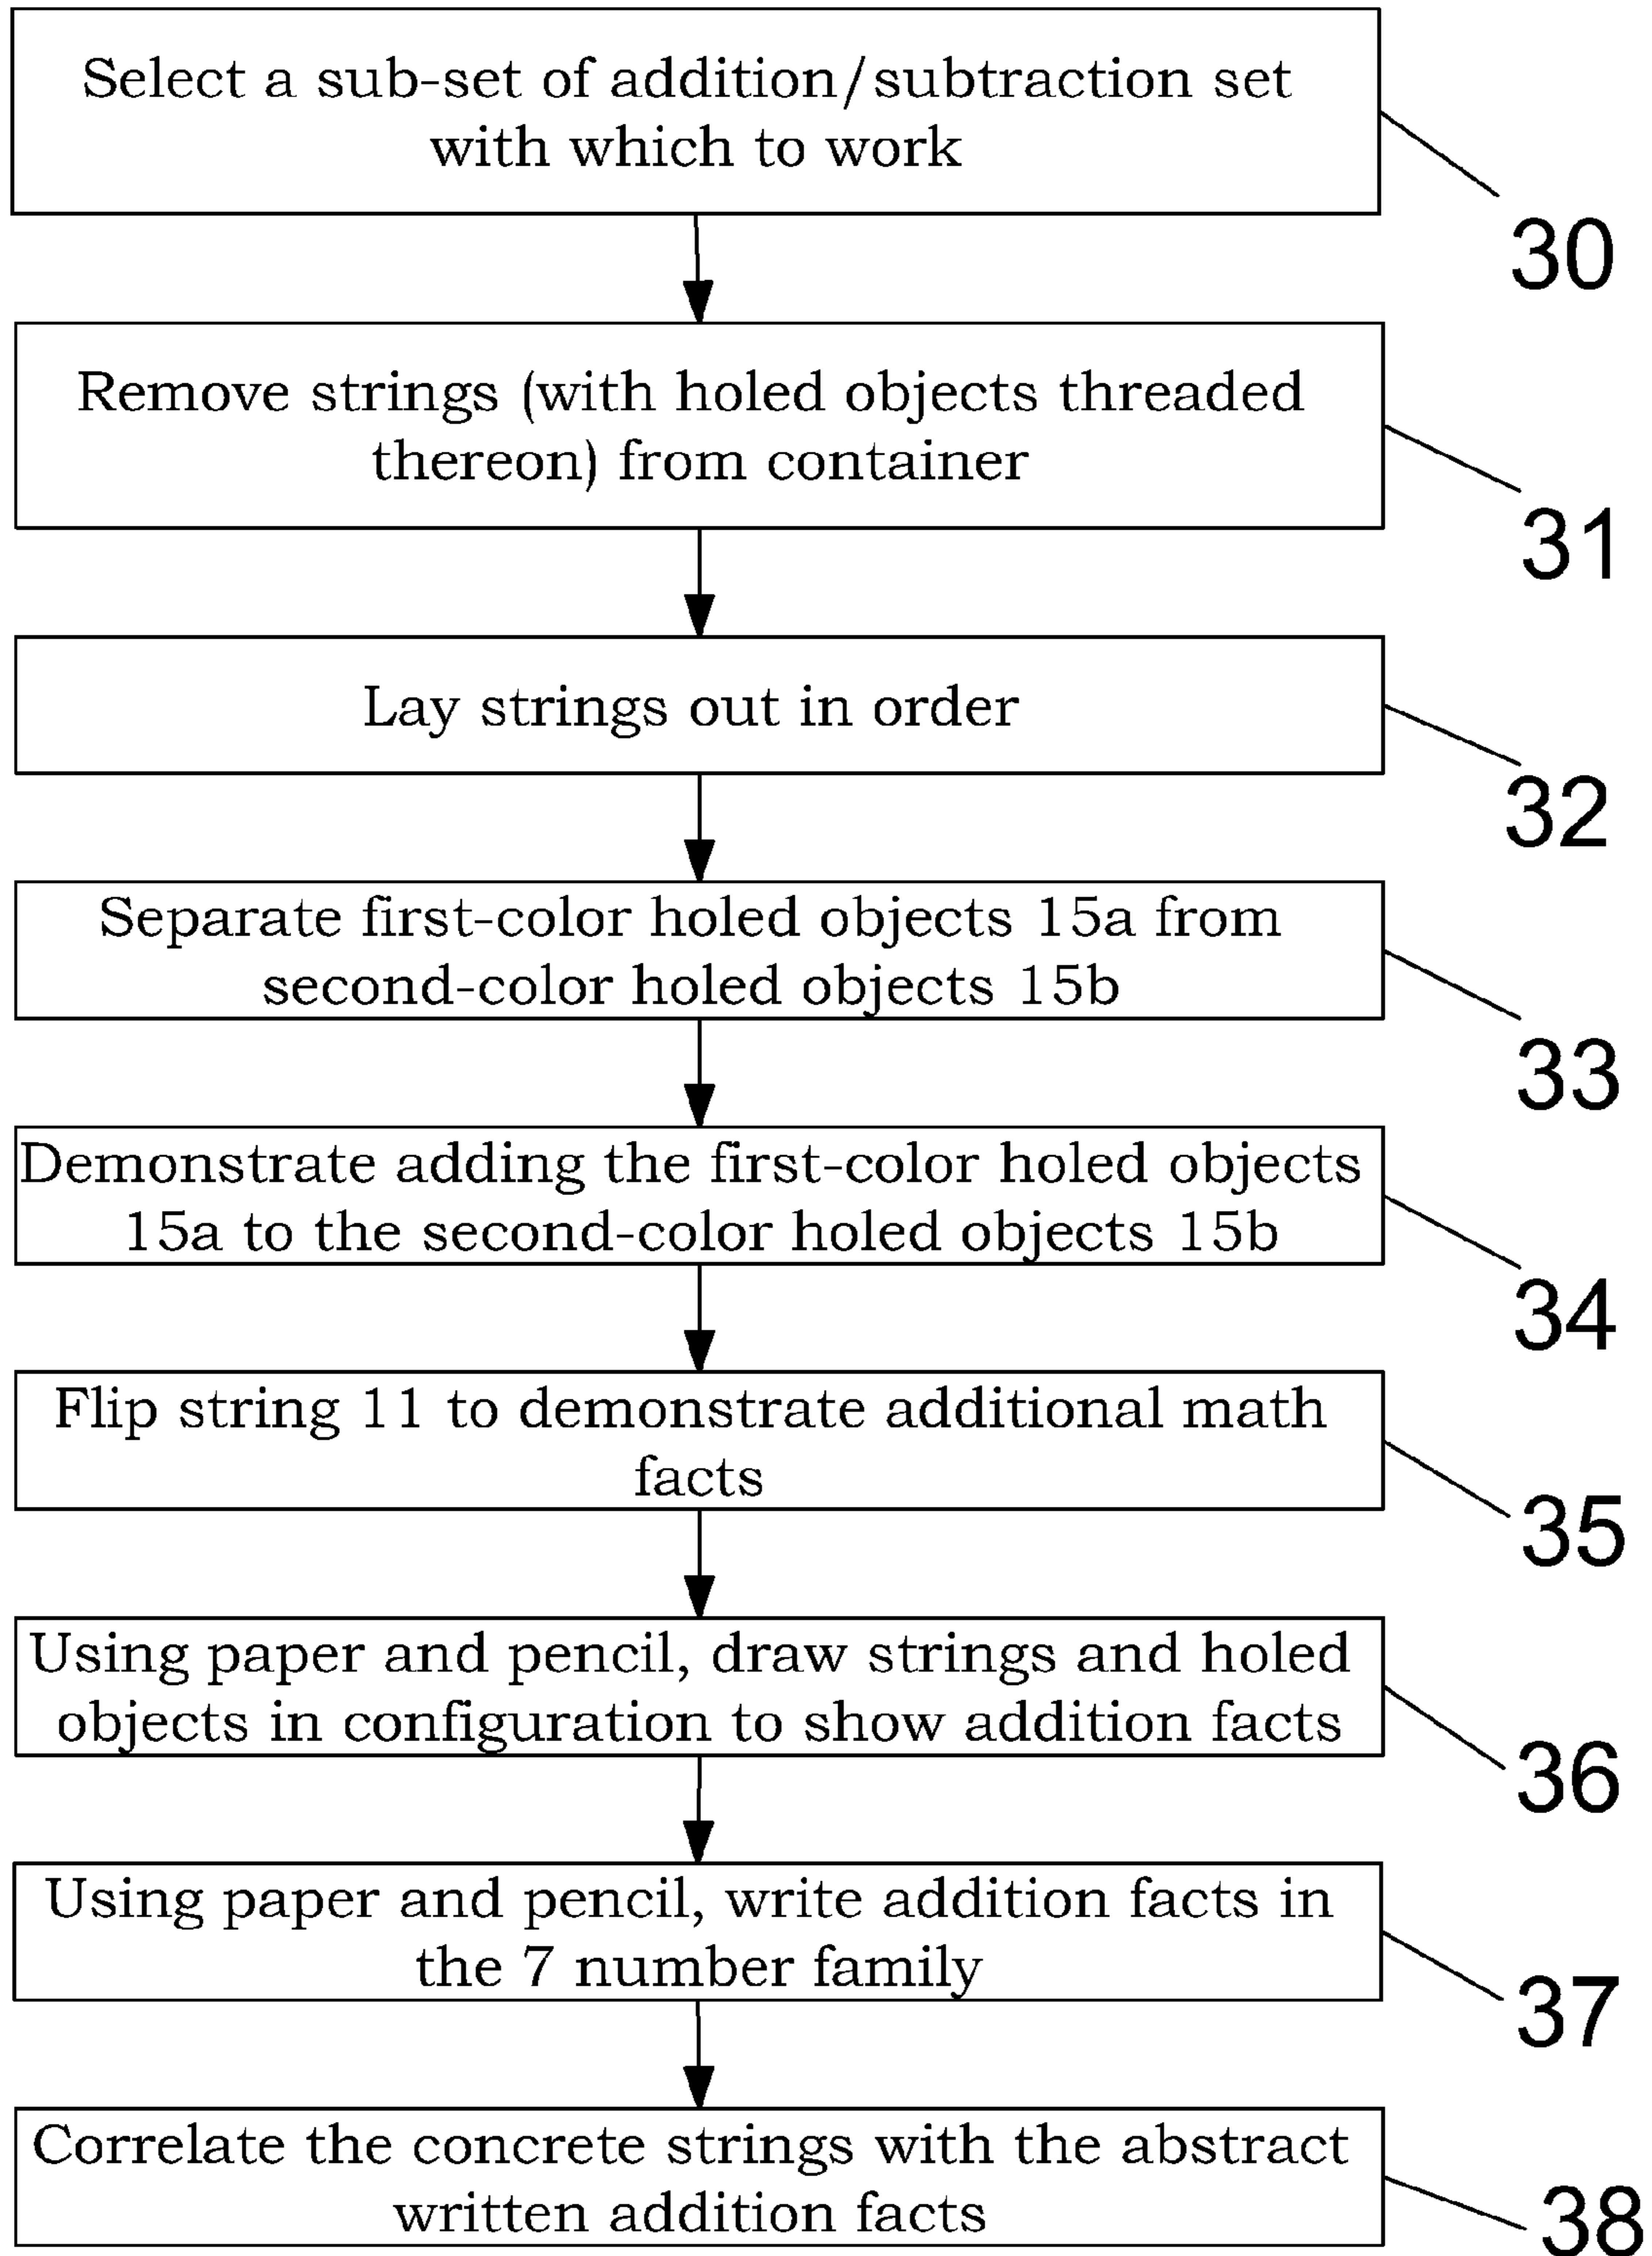 Select a sub-set of addition/subtraction set
with which to work
30
Remove strings (with holed objects threaded
thereon) from container
31
Lay strings out in order
32
Separate first-color holed objects 15a from
second-color holed objects 15b
33
Demonstrate adding the first-color holed objects
15a to the second-color holed objects 15b
34
Flip string 11 to demonstrate additional math
facts
35
Using paper and pencil, draw strings and holed
objects in configuration to show addition facts
36
Using paper and pencil, write addition facts in
the 7 number family
37
Correlate the concrete strings with the abstract
written addition facts
38